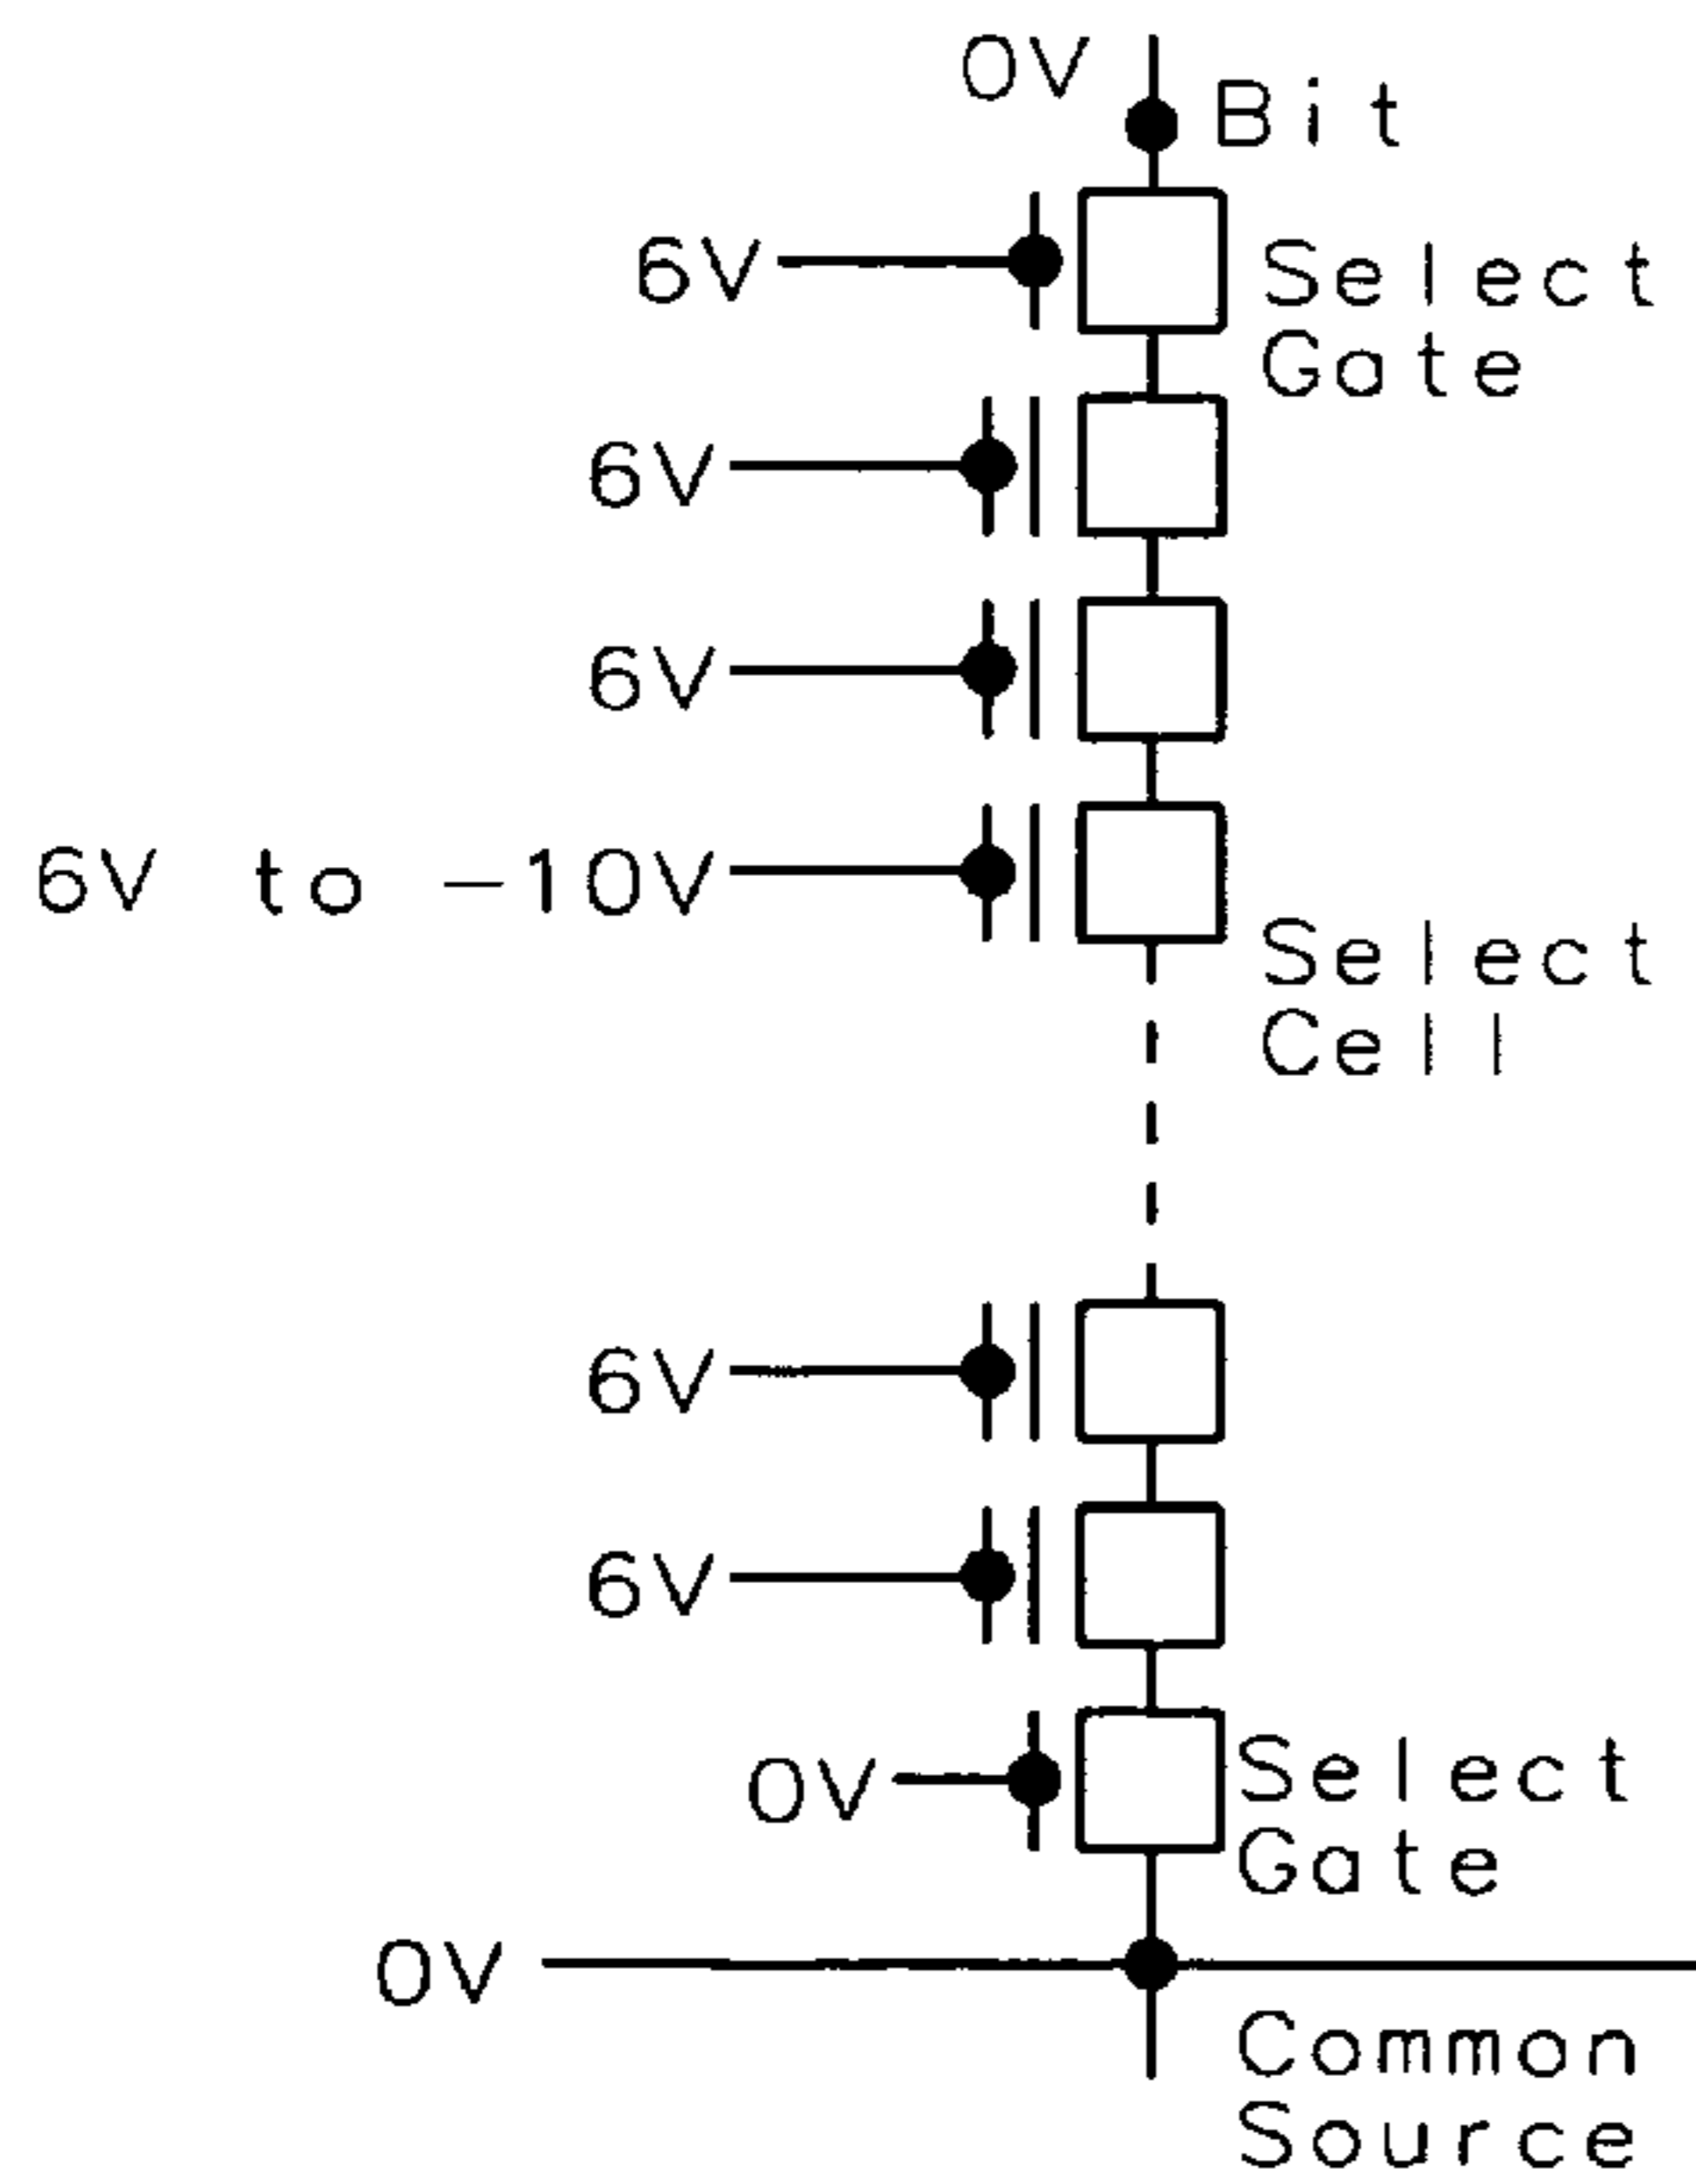 0V
Bit
6V
Select
Gate
6V
6V
6V to -10V
Select
Cell
6V
6V
0V
Select
Gate
0V
Common
Source